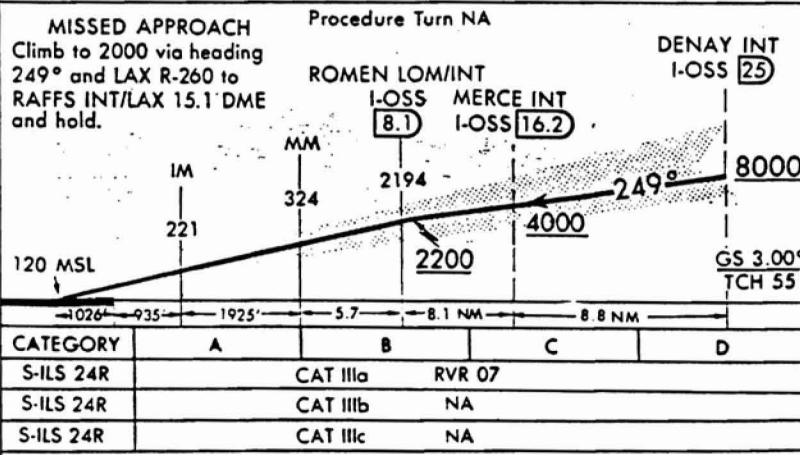 Procedure Turn NA
MISSED APPROACH
Climb to 2000 via heading
249° and LAX R-260 to
RAFFS INT/LAX 15.1 DME
and hold.
ROMEN LOM/INT
I-OSS
8.1
MERCE INT
I-OSS 16.2
DENAY INT
I-OSS 25
IM
221
MM
324
2194
2200
4000
249°
8000
120 MSL
GS 3.00°
TCH 55
1026' 935' 1925' 5.7 8.1 NM 8.8 NM
CATEGORY A B C D
S-ILS 24R CAT IIIa RVR 07
S-ILS 24R CAT IIIb NA
S-ILS 24R CAT IIIc NA